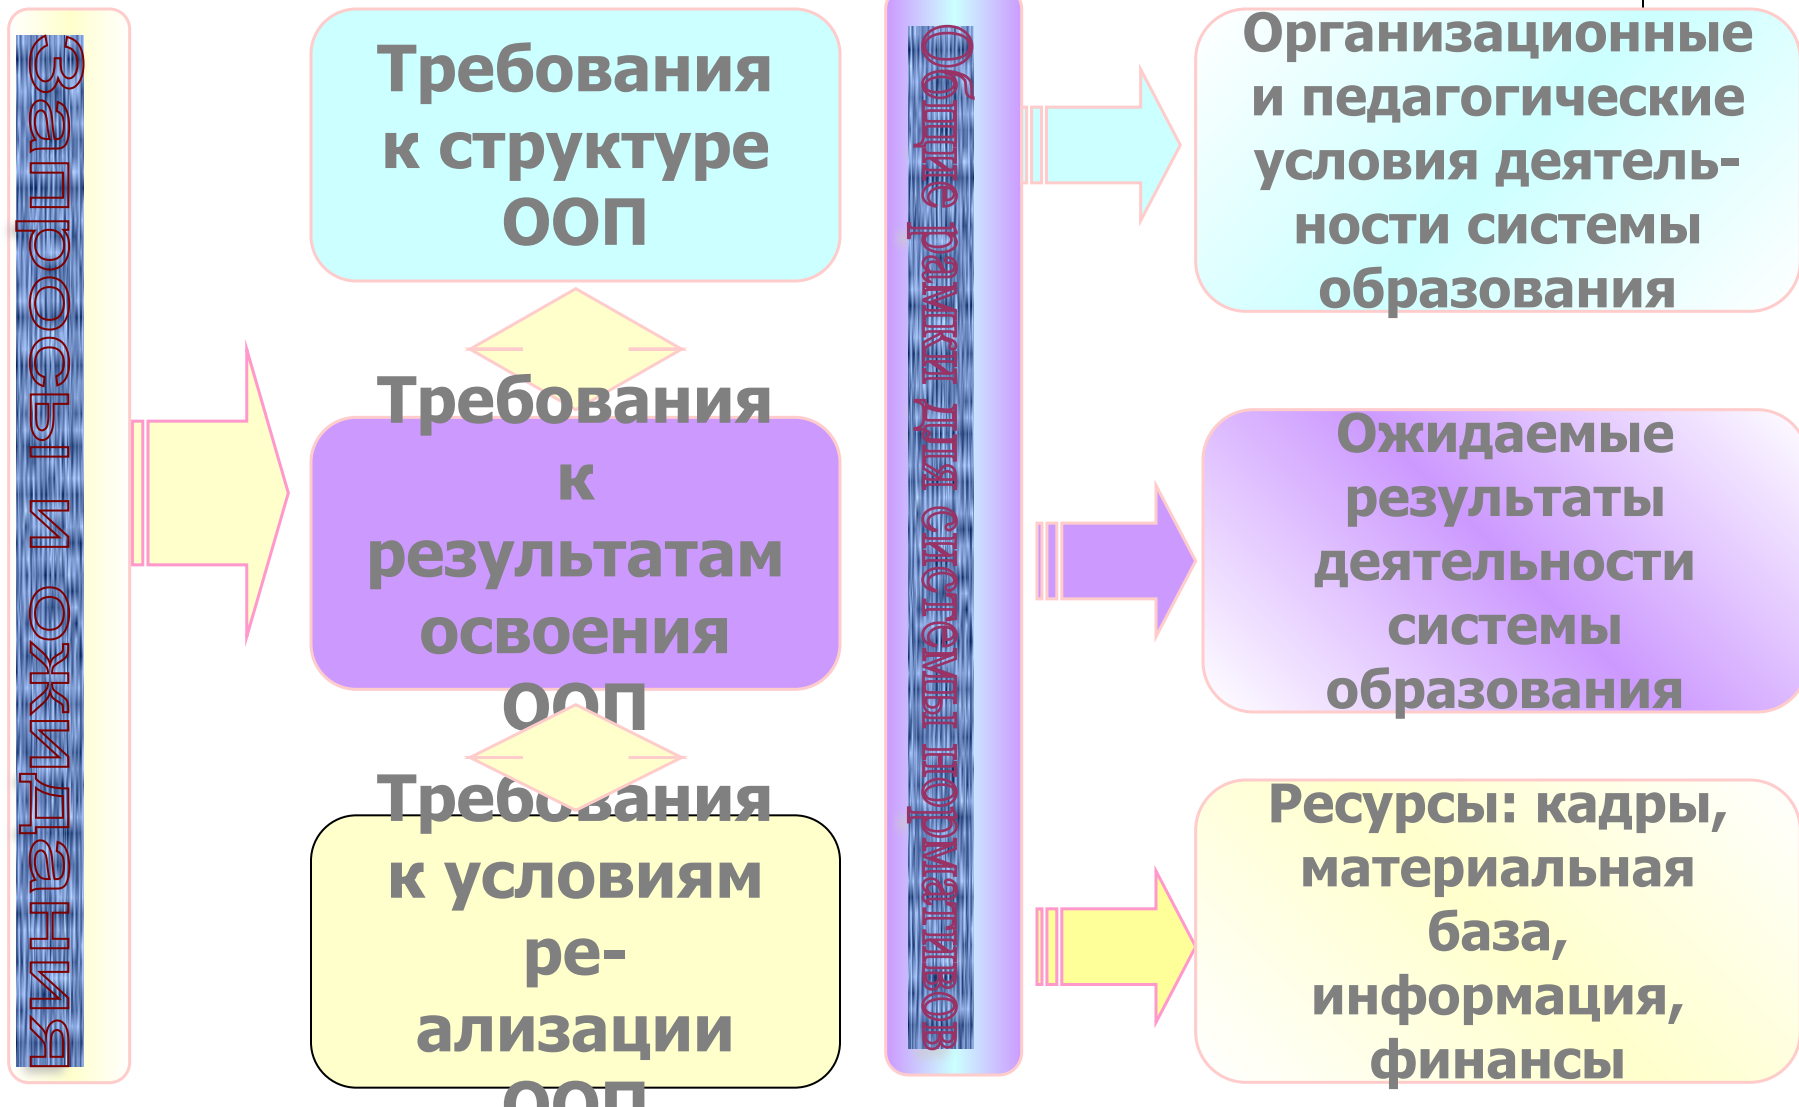 Запросы и ожидания
Требования
к структуре
ООП
Требования
к
результатам
освоения
ООП
Требования
к условиям
ре-
ализации
ООП
Общие рамки для системы нормативов
Организационные
и педагогические
условия деятель-
ности системы
образования
Ожидаемые
результаты
деятельности
системы
образования
Ресурсы: кадры,
материальная
база,
информация,
финансы